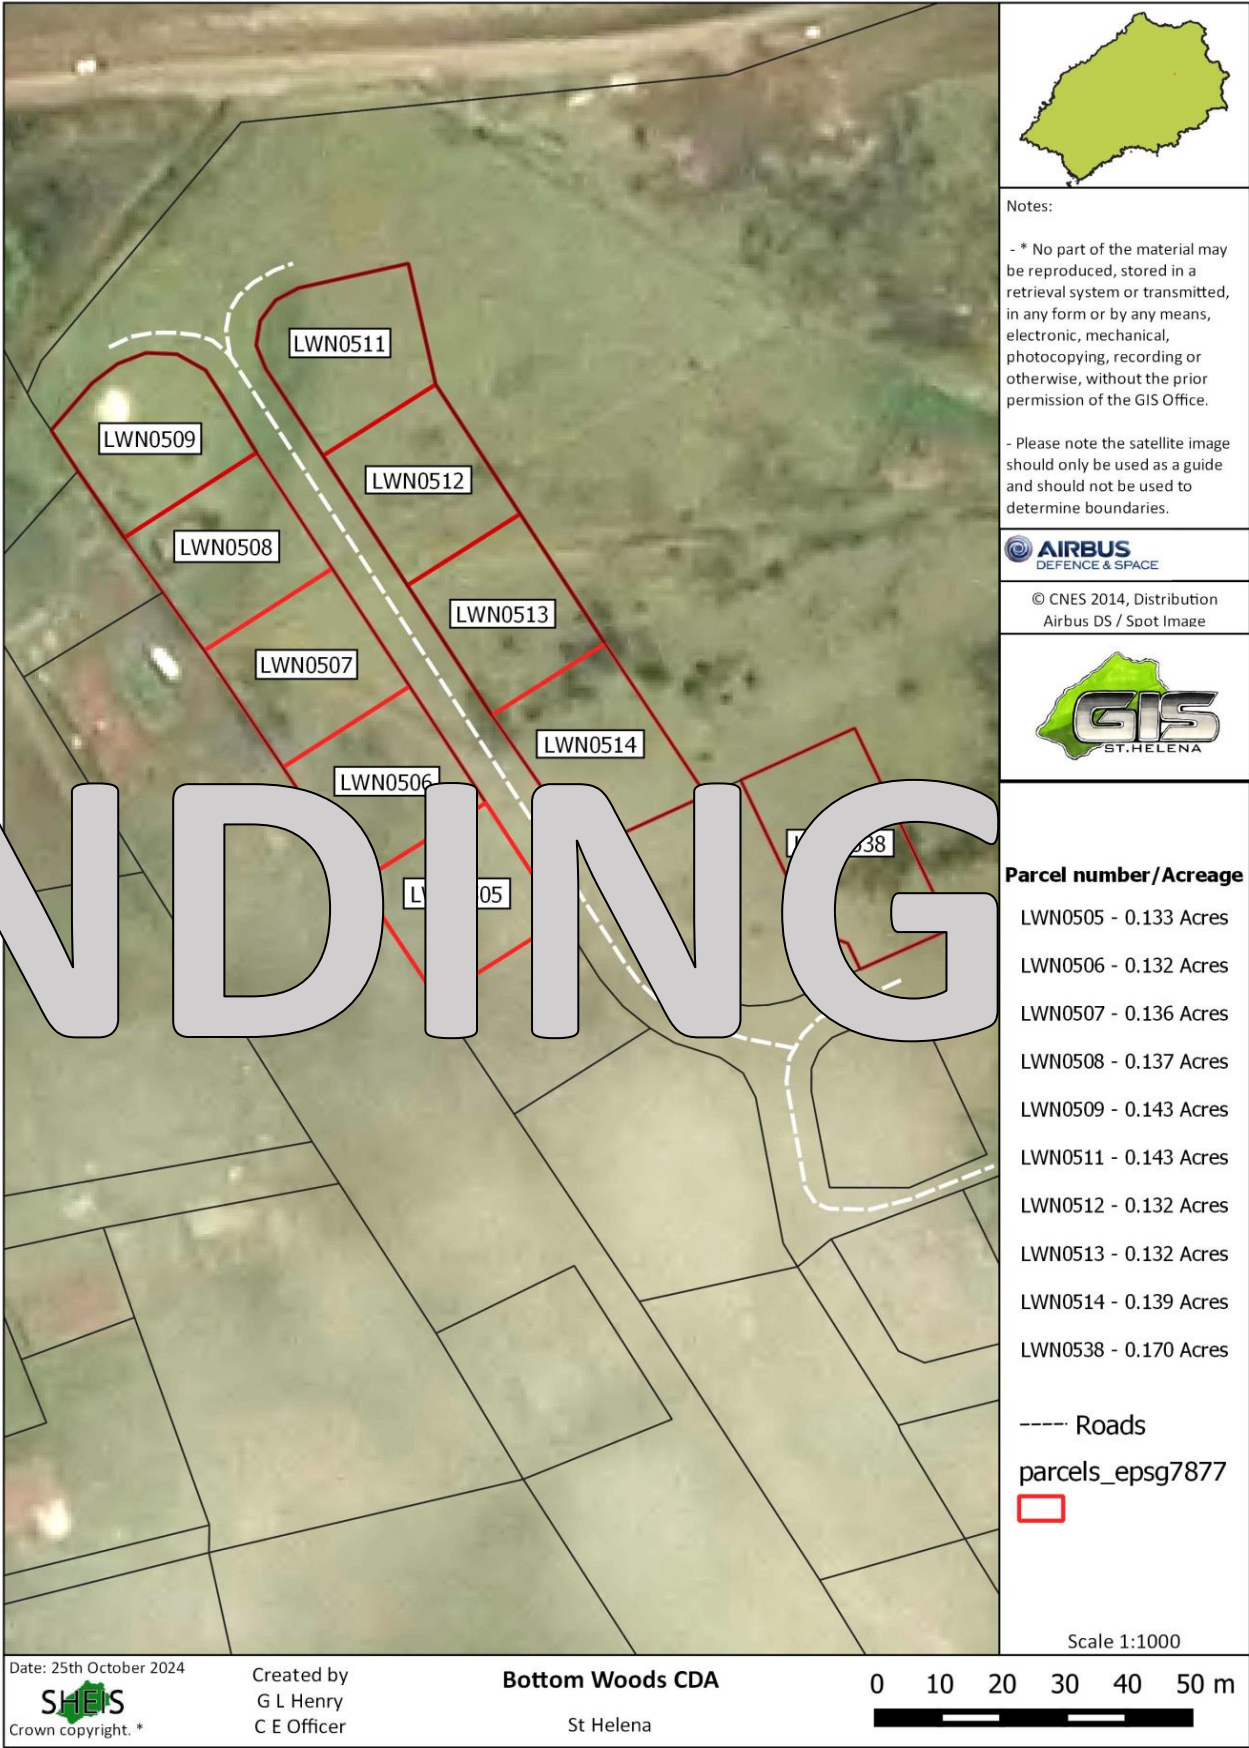 LWN0511
LWN0509
LWN0512
LWN0508
LWN0513
LWN0507
LWN0514
LWN0506
38
05
NDING
Notes:
- * No part of the material may
be reproduced, stored in a
retrieval system or transmitted,
in any form or by any means,
electronic, mechanical,
photocopying, recording or
otherwise, without the prior
permission of the GIS Office.
- Please note the satellite image
should only be used as a guide
and should not be used to
determine boundaries.
AIRBUS
DEFENCE & SPACE
© CNES 2014, Distribution
Airbus DS / Spot Image
GIS
ST.HELENA
Parcel number/Acreage
LWN0505 - 0.133 Acres
LWN0506 - 0.132 Acres
LWN0507 - 0.136 Acres
LWN0508 - 0.137 Acres
LWN0509 - 0.143 Acres
LWN0511 - 0.143 Acres
LWN0512 - 0.132 Acres
LWN0513 - 0.132 Acres
LWN0514 - 0.139 Acres
LWN0538 - 0.170 Acres
Roads
parcels_epsg7877
Scale 1:1000
Date: 25th October 2024
SHEIS
Crown copyright. *
Created by
G L Henry
C E Officer
Bottom Woods CDA
St Helena
0 10 20 30 40 50 m